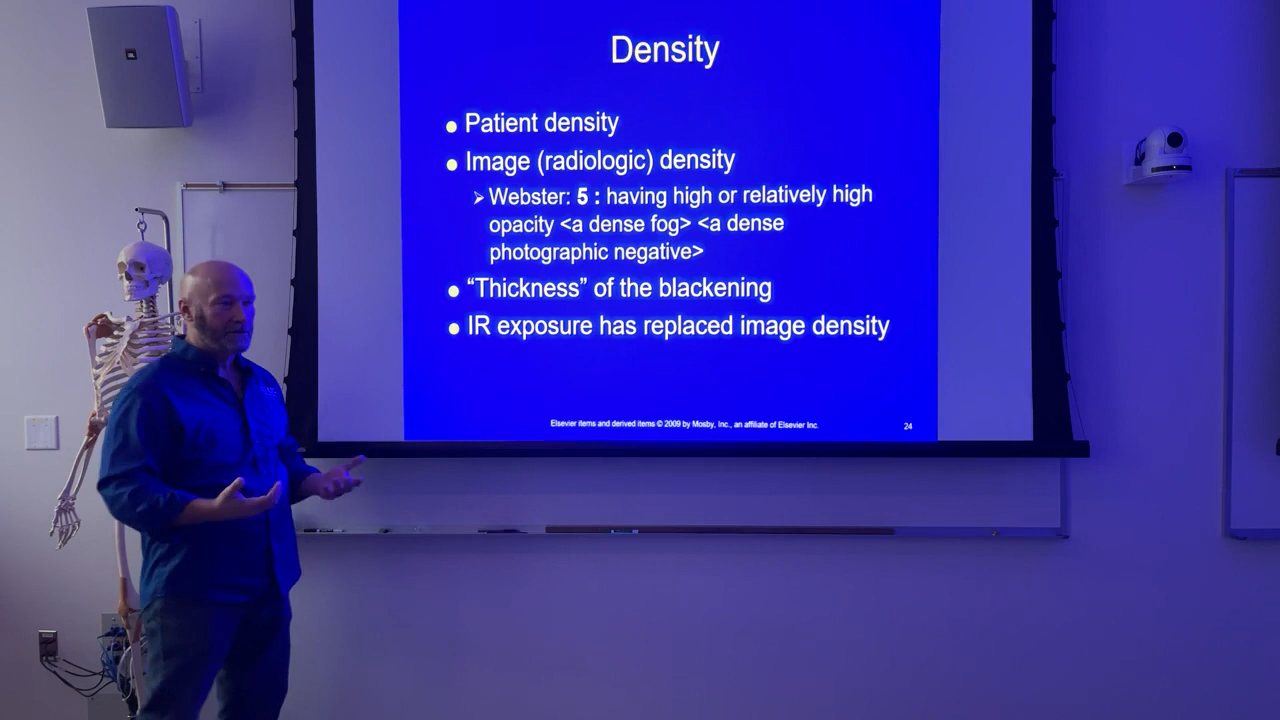 Density
• Patient density
• Image (radiologic) density
➢ Webster: 5 : having high or relatively high
opacity <a dense fog> <a dense
photographic negative>
• “Thickness” of the blackening
• IR exposure has replaced image density
Elsevier items and derived items © 2009 by Mosby, Inc., an affiliate of Elsevier Inc.
24
JBL